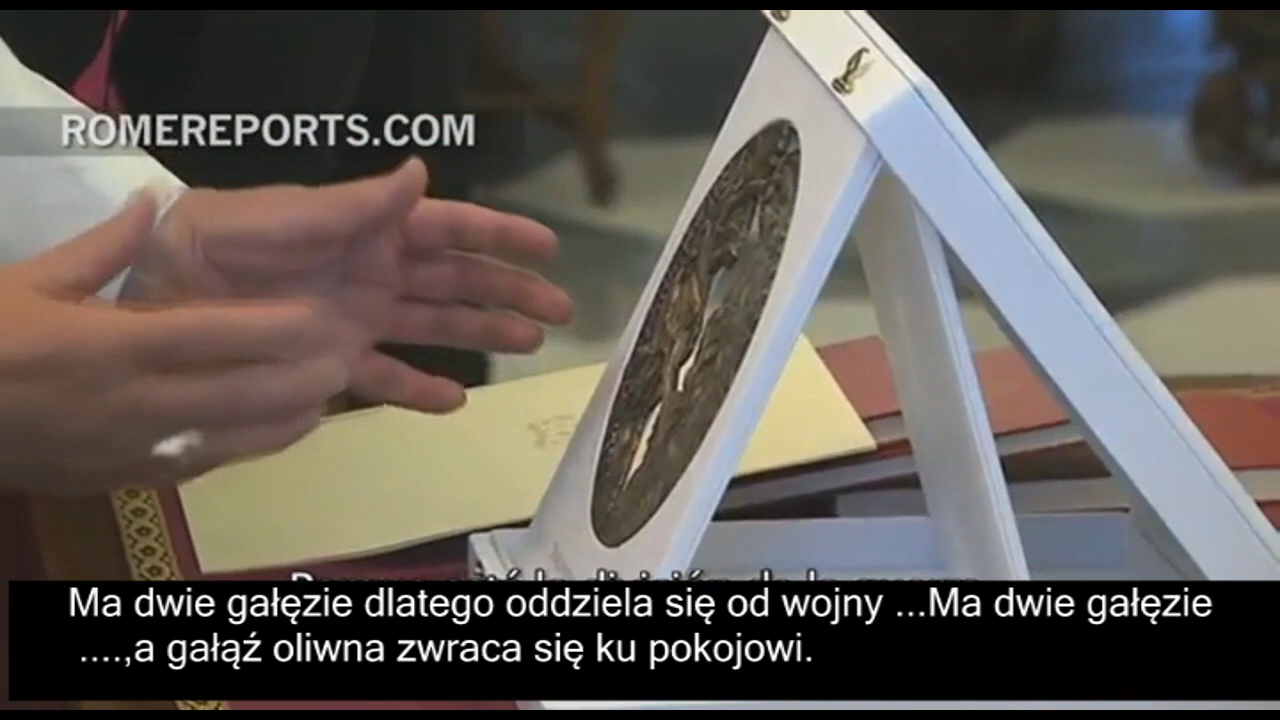 ROMEREPORTS.COM
Ma dwie gałęzie dlatego oddziela się od wojny ...Ma dwie gałęzie
....,a gałąź oliwna zwraca się ku pokojowi.